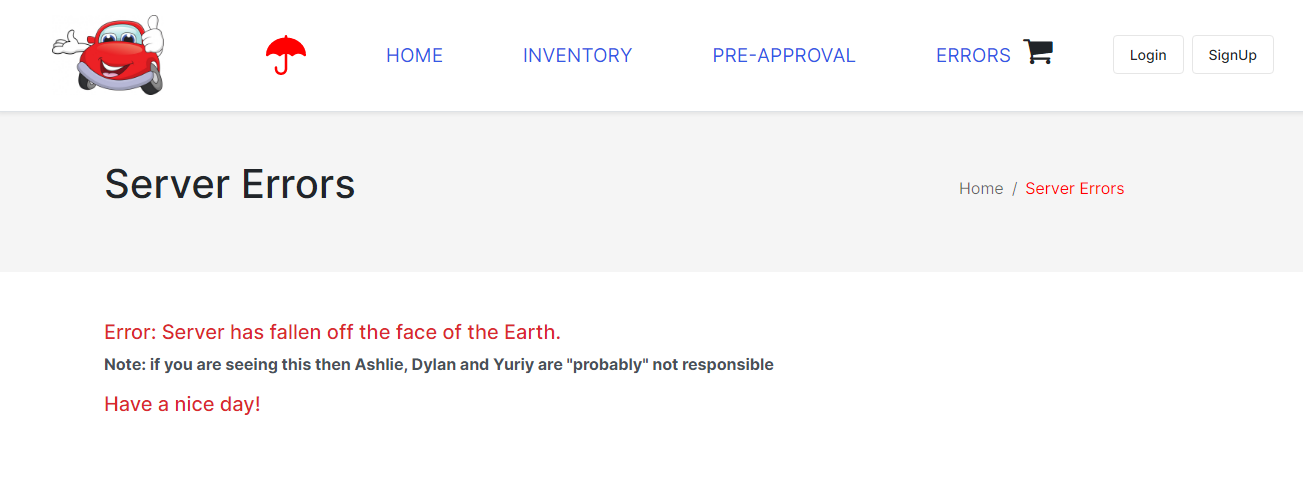 HOME INVENTORY PRE-APPROVAL ERRORS Login SignUp
Server Errors
Home / Server Errors
Error: Server has fallen off the face of the Earth.
Note: if you are seeing this then Ashlie, Dylan and Yuriy are "probably" not responsible
Have a nice day!